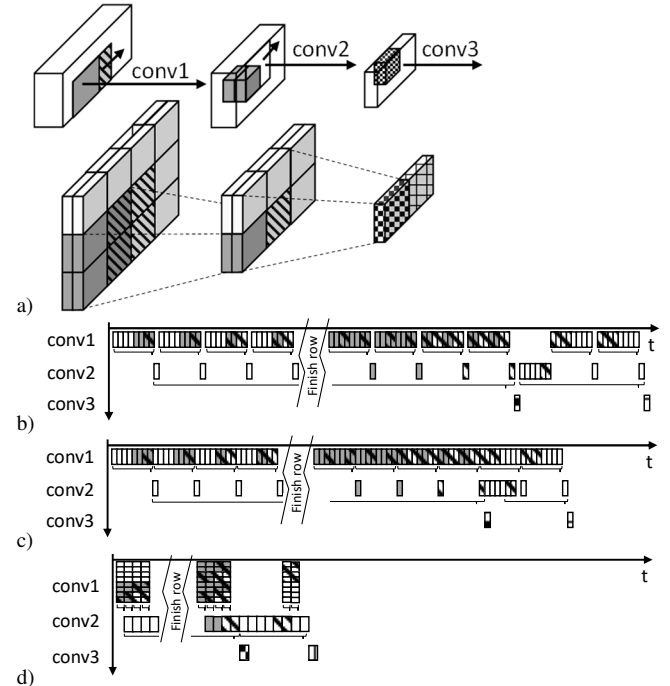 conv1 conv2 conv3
a)
conv1 t
conv2
Finish row
conv3
b)
conv1 t
conv2
Finish row
conv3
c)
t
conv1
Finish row
conv2
conv3
d)